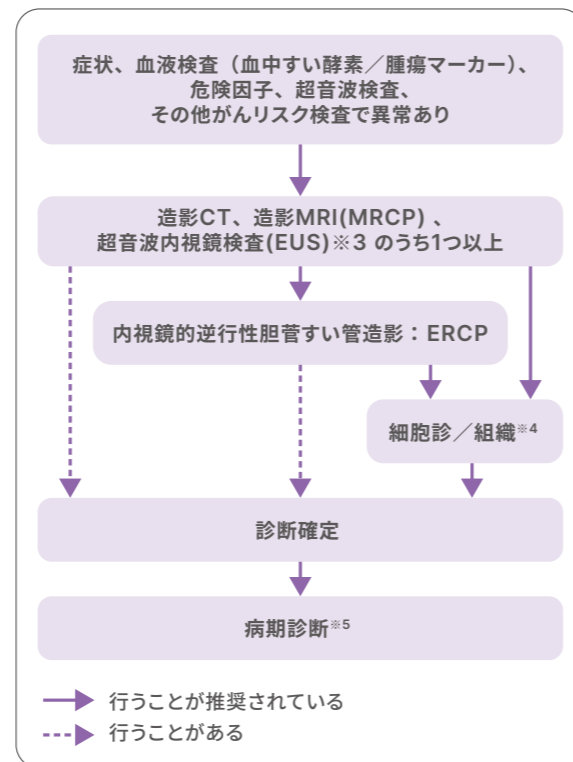 症状、血液検査（血中すい酵素／腫瘍マーカー）、
危険因子、超音波検査、
その他がんリスク検査で異常あり
造影CT、造影MRI(MRCP) 、
超音波内視鏡検査(EUS)※3 のうち1つ以上
内視鏡的逆行性胆菅すい管造影：ERCP
細胞診／組織※4
診断確定
病期診断※5
行うことが推奨されている
行うことがある